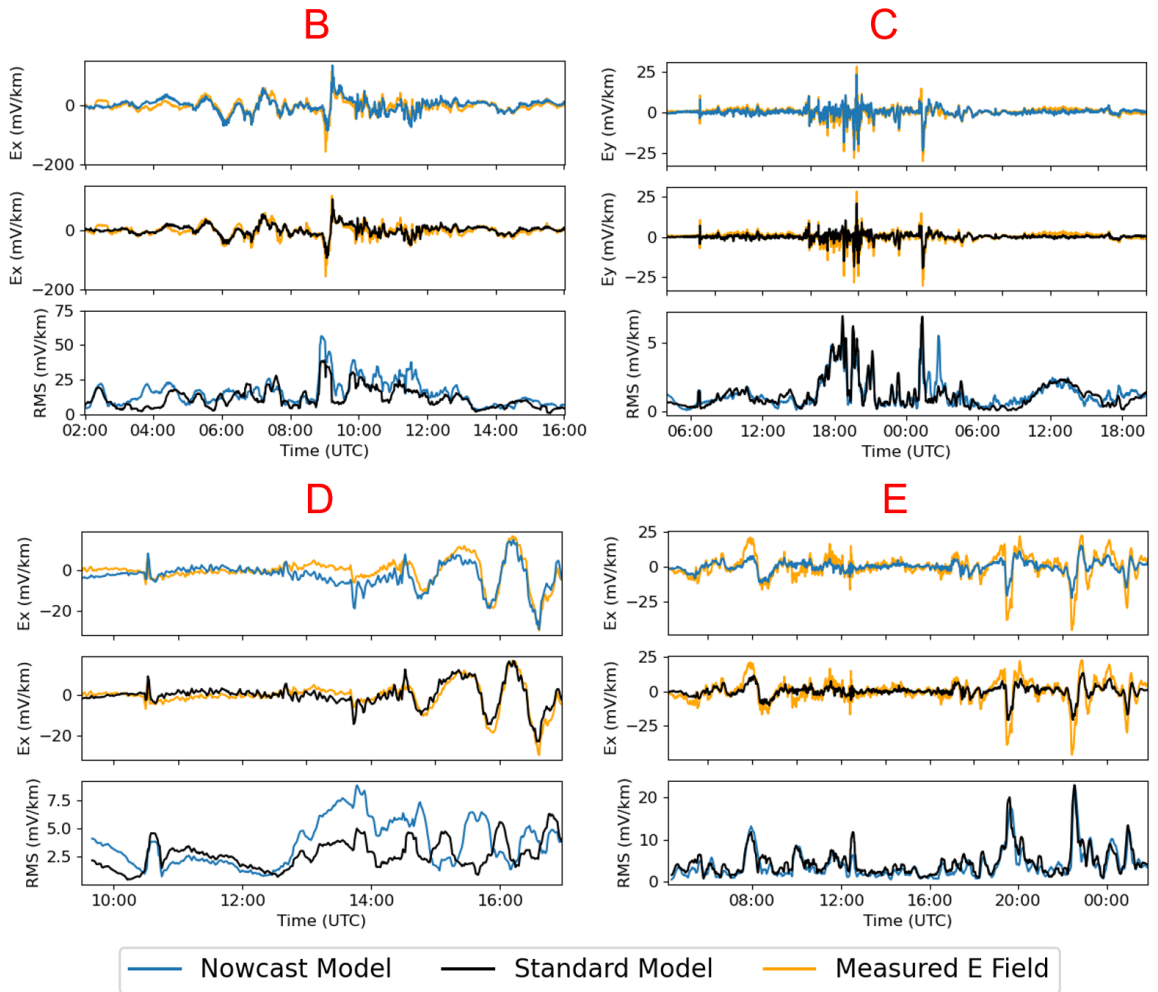 B
Ex (mV/km)
0
−200
Ex (mV/km)
0
−200
RMS (mV/km)
75
50
25
0
02:00 04:00 06:00 08:00 10:00 12:00 14:00 16:00
Time (UTC)
C
Ey (mV/km)
25
0
−25
Ey (mV/km)
25
0
−25
RMS (mV/km)
5
0
06:00 12:00 18:00 00:00 06:00 12:00 18:00
Time (UTC)
D
Ex (mV/km)
0
−20
Ex (mV/km)
0
−20
RMS (mV/km)
7.5
5.0
2.5
10:00 12:00 14:00 16:00
Time (UTC)
E
Ex (mV/km)
25
0
−25
Ex (mV/km)
25
0
−25
RMS (mV/km)
20
10
0
08:00 12:00 16:00 20:00 00:00
Time (UTC)
Nowcast Model Standard Model Measured E Field